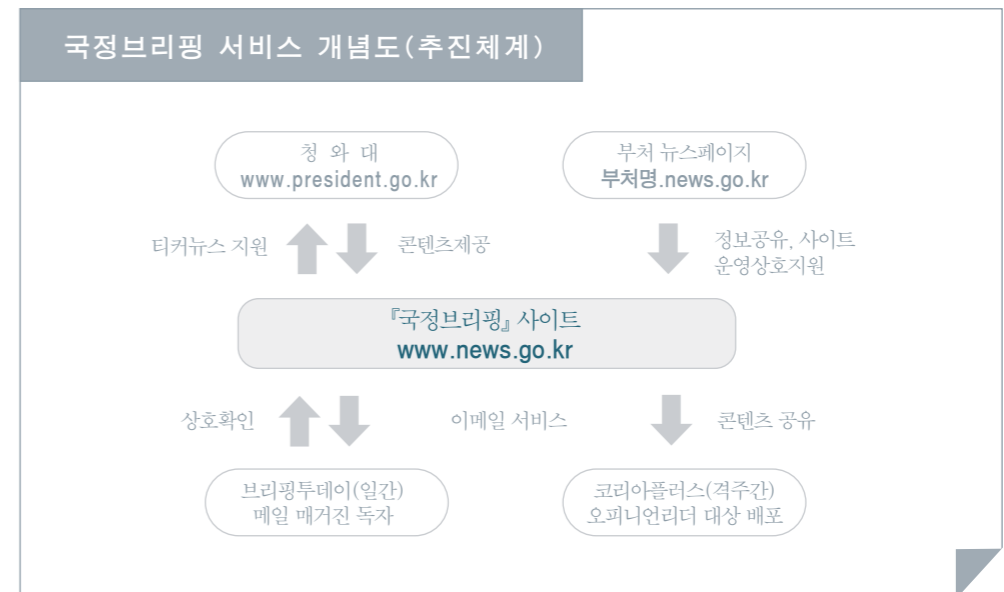 국정브리핑 서비스 개념도(추진체계)
청 와 대
www.president.go.kr
부처 뉴스페이지
부처명.news.go.kr
티커뉴스 지원
콘텐츠제공
정보공유, 사이트
운영상호지원
『국정브리핑』 사이트
www.news.go.kr
상호확인
이메일 서비스
콘텐츠 공유
브리핑투데이(일간)
메일 매거진 독자
코리아플러스(격주간)
오피니언리더 대상 배포